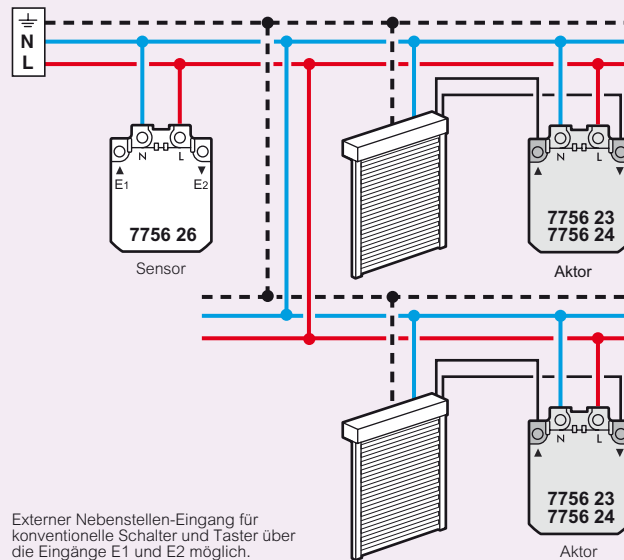 N
L
N L
E1 E2
7756 26
Sensor
N L
7756 23
7756 24
Aktor
N L
7756 23
7756 24
Aktor
Externer Nebenstellen-Eingang für
konventionelle Schalter und Taster über
die Eingänge E1 und E2 möglich.